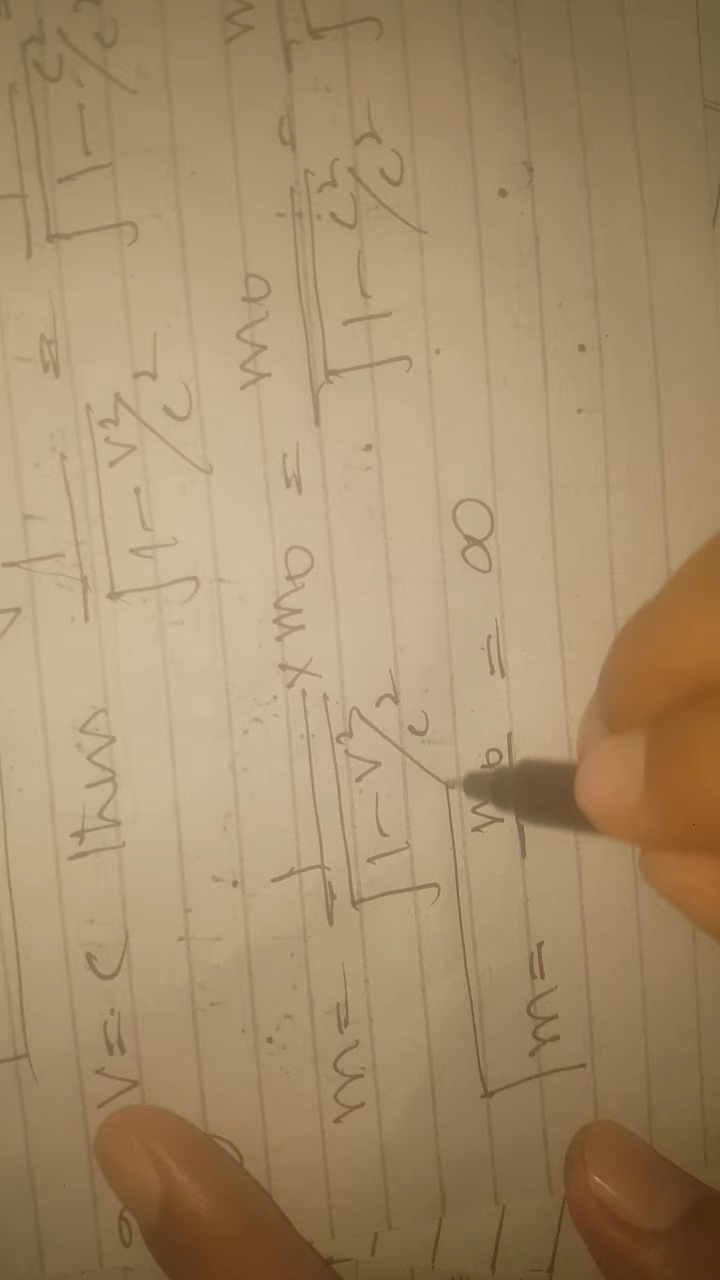 V = C then 1/√(1 - v²/c²) = 1/√(1 - c²/c²)
m = 1/√(1 - v²/c²) × m₀ = m₀/√(1 - c²/c²) = m
m = m₀/ = ∞